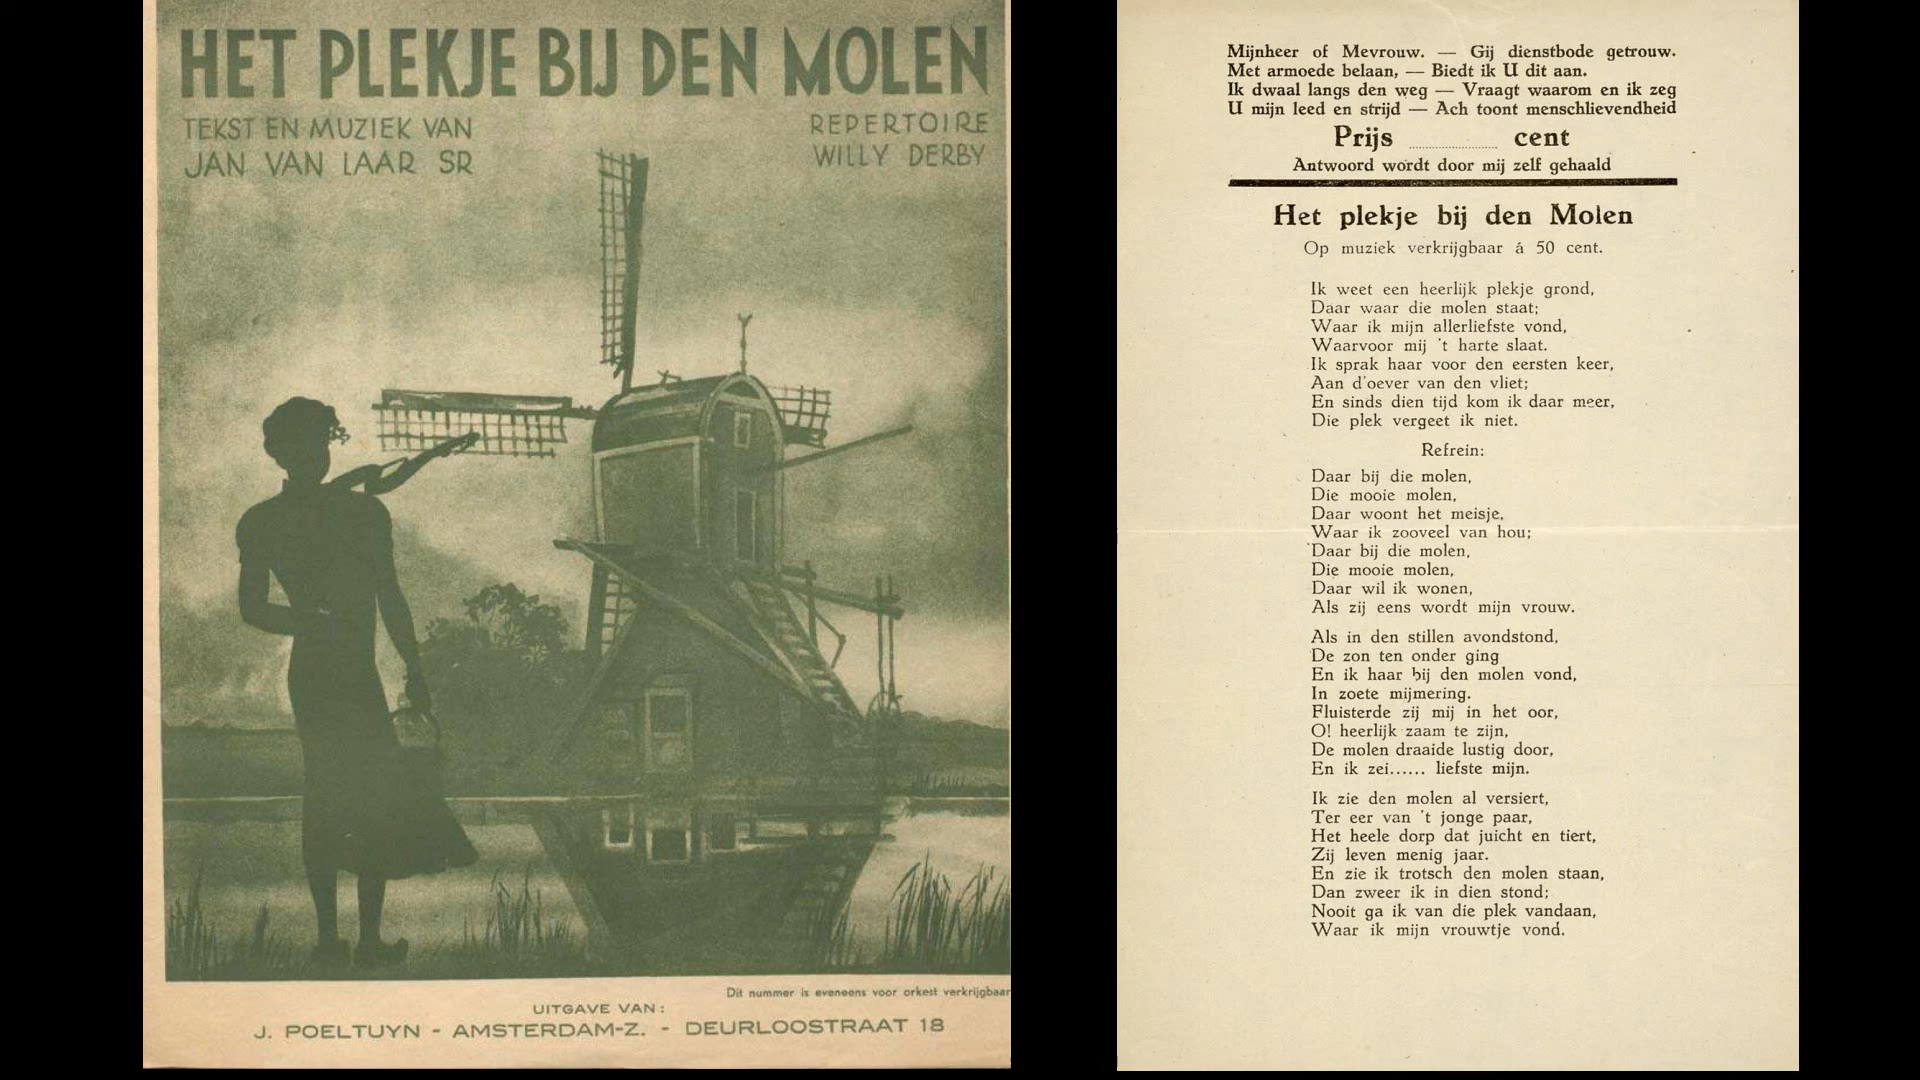 HET PLEKJE BIJ DEN MOLEN
TEKST EN MUZIEK VAN
JAN VAN LAAR SR
REPERTOIRE
WILLY DERBY
Dit nummer is eveneens voor orkest verkrijgbaar
UITGAVE VAN:
J. POELTUYN - AMSTERDAM-Z. - DEURLOOSTRAAT 18
Mijnheer of Mevrouw. — Gij dienstbode getrouw.
Met armoede belaan, — Biedt ik U dit aan.
Ik dwaal langs den weg — Vraagt waarom en ik zeg
U mijn leed en strijd — Ach toont menschlievendheid
Prijs .................... cent
Antwoord wordt door mij zelf gehaald
Het plekje bij den Molen
Op muziek verkrijgbaar á 50 cent.
Ik weet een heerlijk plekje grond,
Daar waar die molen staat;
Waar ik mijn allerliefste vond,
Waarvoor mij 't harte slaat.
Ik sprak haar voor den eersten keer,
Aan d'oever van den vliet;
En sinds dien tijd kom ik daar meer,
Die plek vergeet ik niet.
Refrein:
Daar bij die molen,
Die mooie molen,
Daar woont het meisje,
Waar ik zooveel van hou;
Daar bij die molen,
Die mooie molen,
Daar wil ik wonen,
Als zij eens wordt mijn vrouw.
Als in den stillen avondstond,
De zon ten onder ging
En ik haar bij den molen vond,
In zoete mijmering.
Fluisterde zij mij in het oor,
O! heerlijk zaam te zijn,
De molen draaide lustig door,
En ik zei...... liefste mijn.
Ik zie den molen al versiert,
Ter eer van 't jonge paar,
Het heele dorp dat juicht en tiert,
Zij leven menig jaar.
En zie ik trotsch den molen staan,
Dan zweer ik in dien stond;
Nooit ga ik van die plek vandaan,
Waar ik mijn vrouwtje vond.